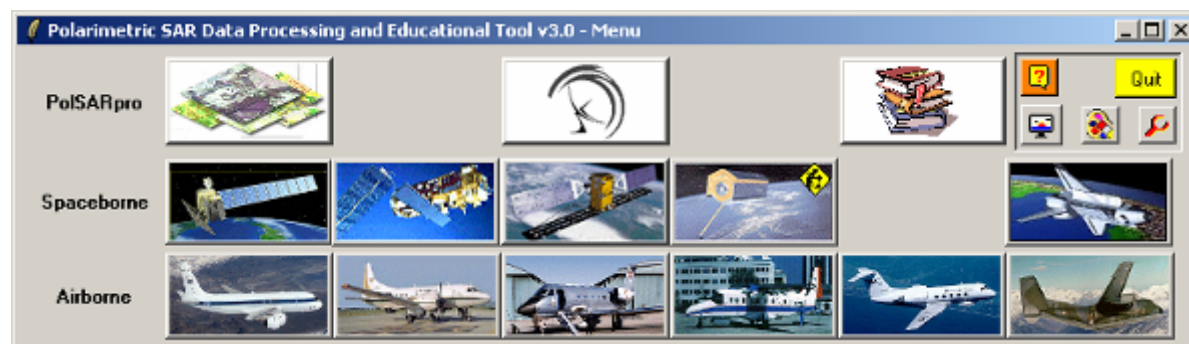 Polarimetric SAR Data Processing and Educational Tool v3.0 - Menu
PolSARpro
?
Quit
Spaceborne
Airborne